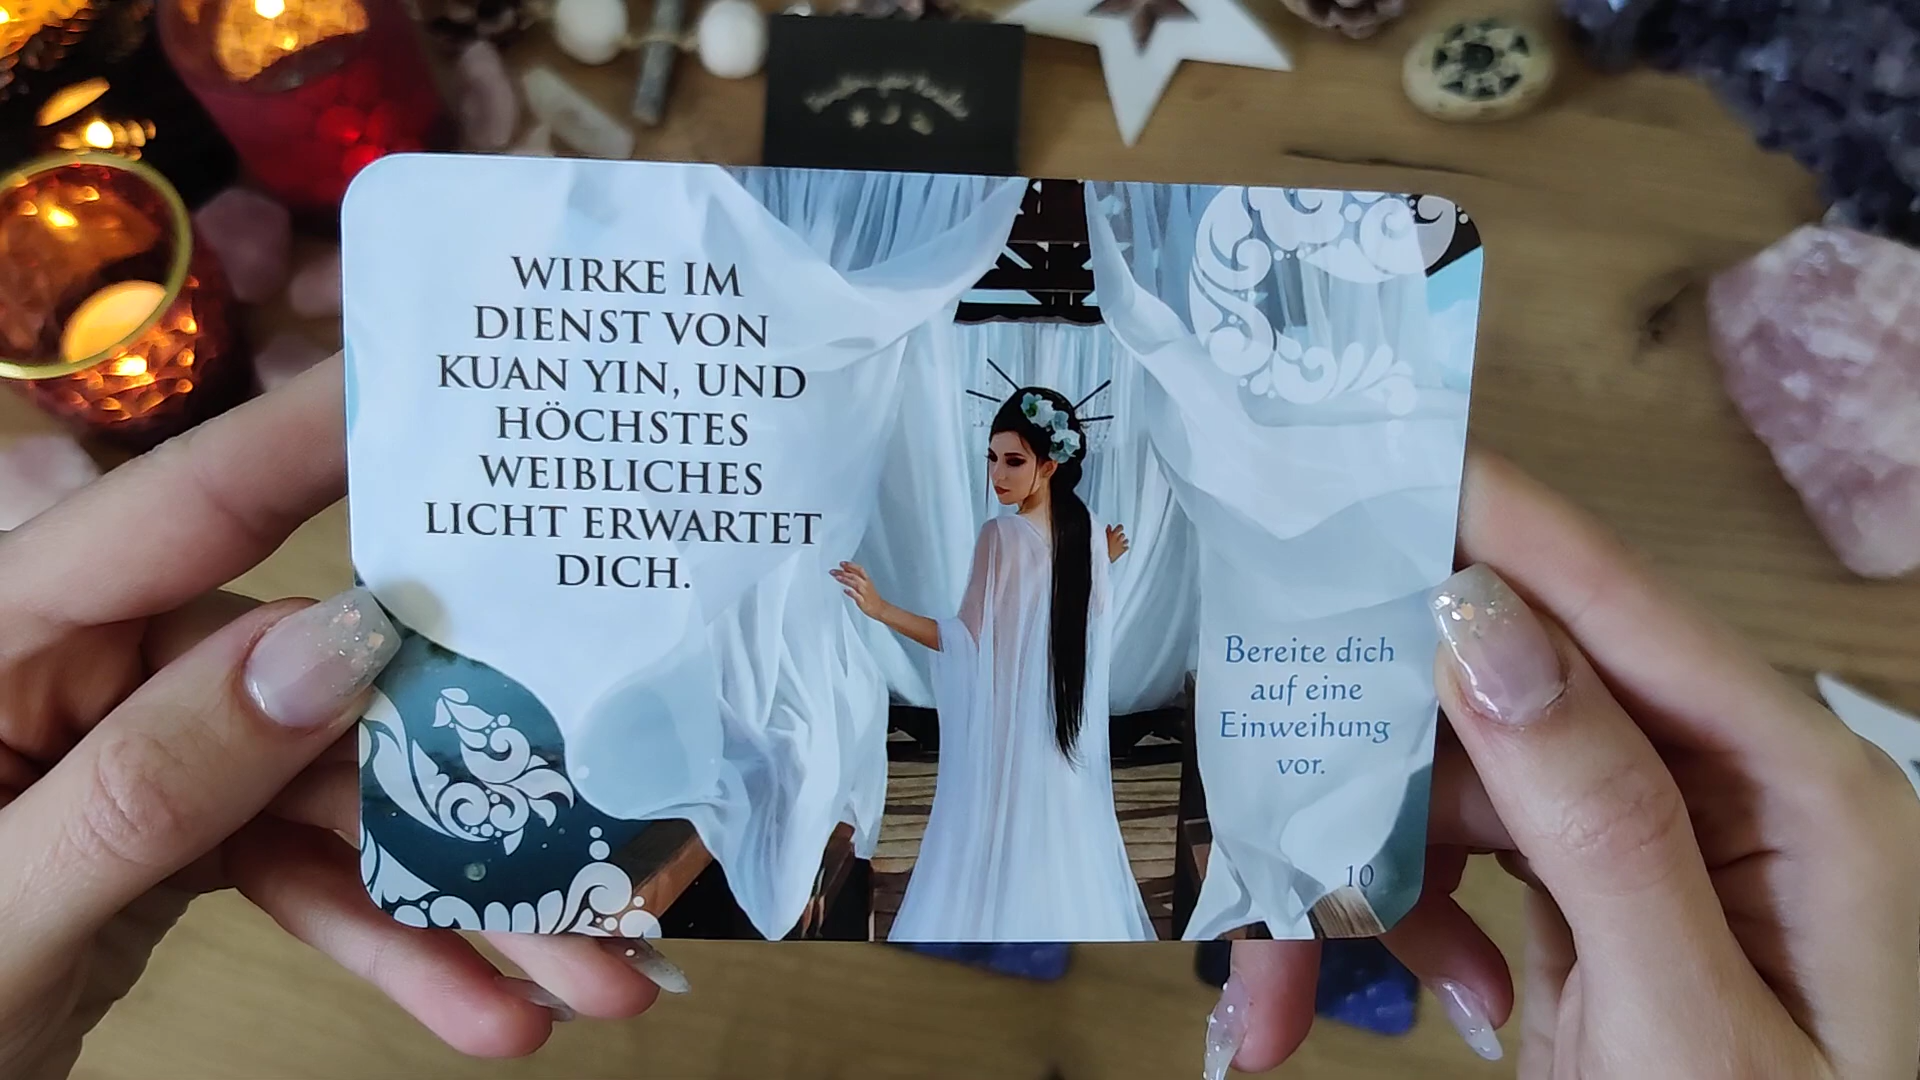 WIRKE IM
DIENST VON
KUAN YIN, UND
HÖCHSTES
WEIBLICHES
LICHT ERWARTET
DICH.
Bereite dich
auf eine
Einweihung
vor.
10